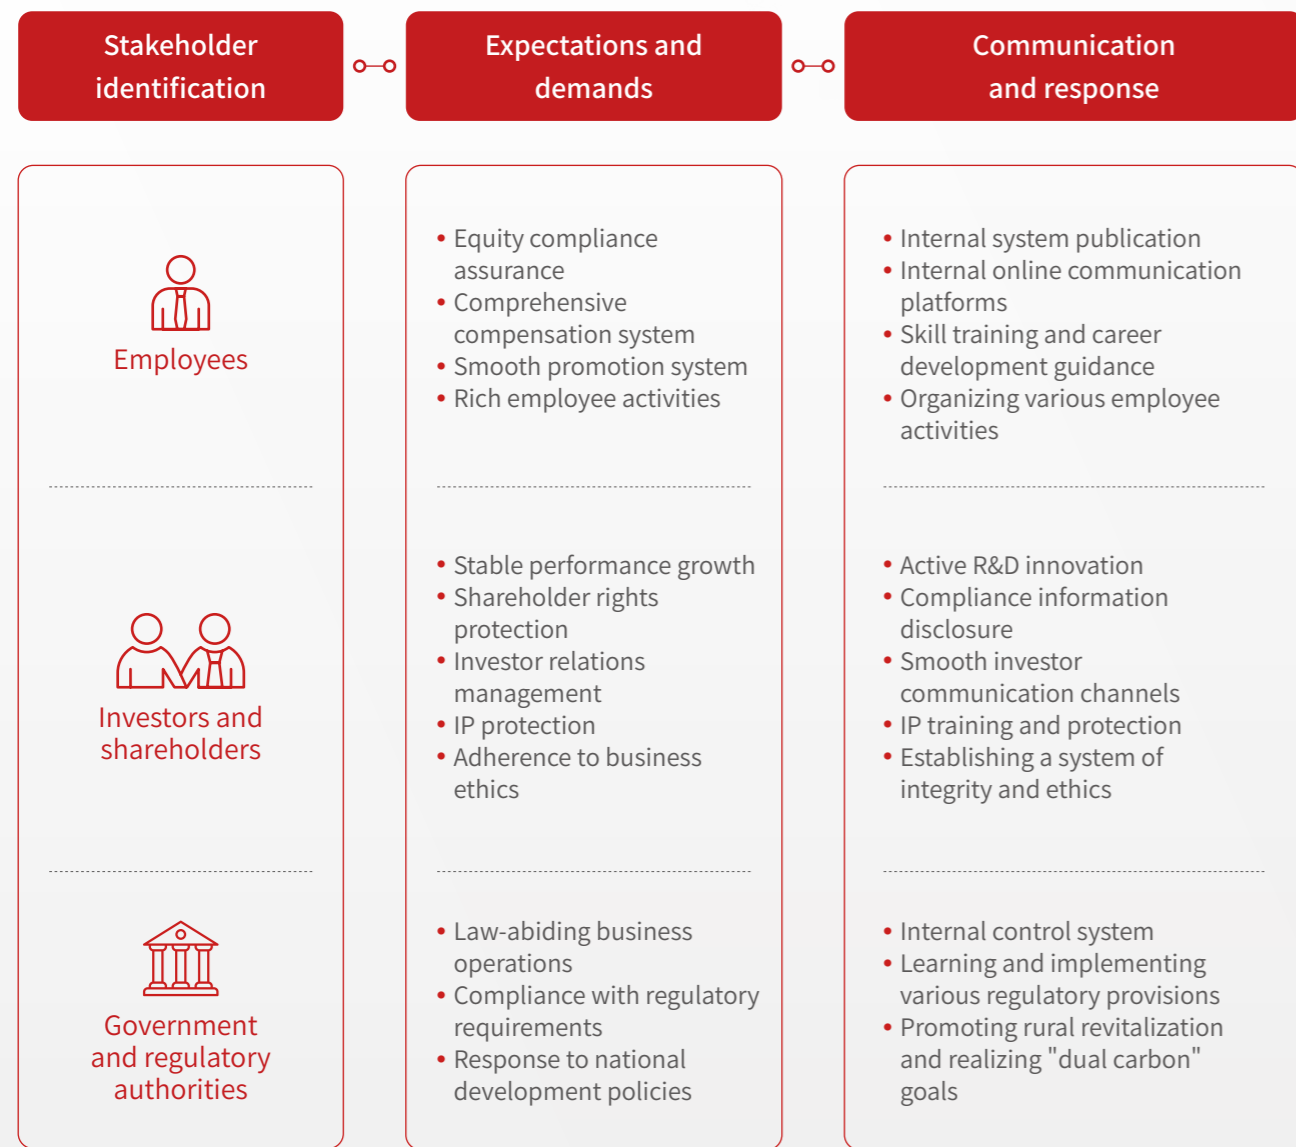 Stakeholder
identification
Expectations and
demands
Communication
and response
Employees
• Equity compliance
assurance
• Comprehensive
compensation system
• Smooth promotion system
• Rich employee activities
• Internal system publication
• Internal online communication
platforms
• Skill training and career
development guidance
• Organizing various employee
activities
Investors and
shareholders
• Stable performance growth
• Shareholder rights
protection
• Investor relations
management
• IP protection
• Adherence to business
ethics
• Active R&D innovation
• Compliance information
disclosure
• Smooth investor
communication channels
• IP training and protection
• Establishing a system of
integrity and ethics
Government
and regulatory
authorities
• Law-abiding business
operations
• Compliance with regulatory
requirements
• Response to national
development policies
• Internal control system
• Learning and implementing
various regulatory provisions
• Promoting rural revitalization
and realizing "dual carbon"
goals